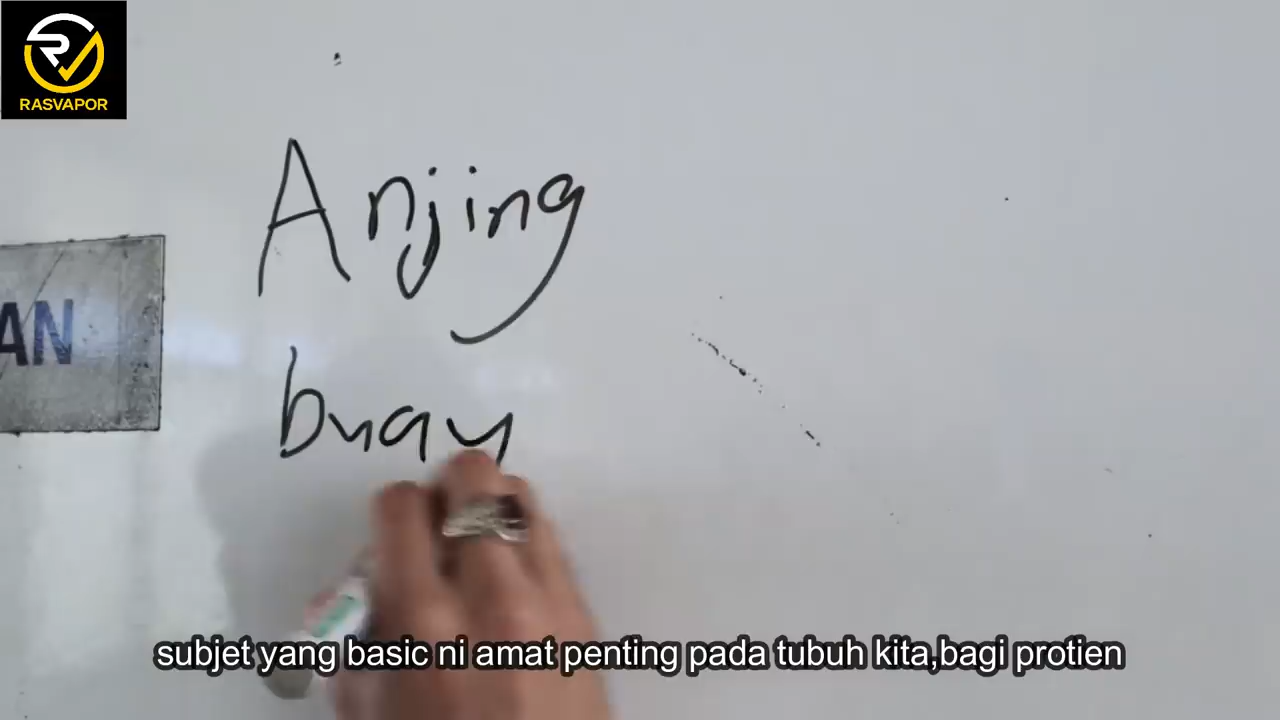 RASVAPOR
Anjing
AN
buay
subjet yang basic ni amat penting pada tubuh kita,bagi protien